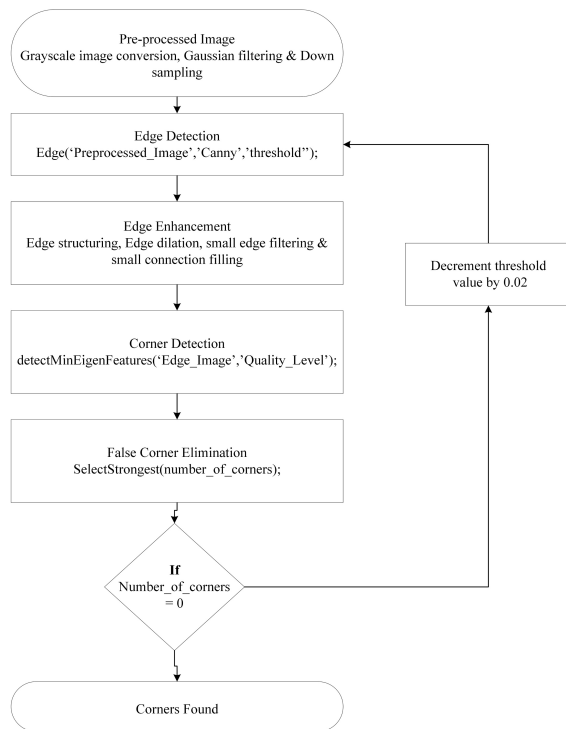 Pre-processed Image
Grayscale image conversion, Gaussian filtering & Down
sampling
Edge Detection
Edge(‘Preprocessed_Image’,’Canny’,’threshold’’);
Edge Enhancement
Edge structuring, Edge dilation, small edge filtering &
small connection filling
Decrement threshold
value by 0.02
Corner Detection
detectMinEigenFeatures(‘Edge_Image’,’Quality_Level’);
False Corner Elimination
SelectStrongest(number_of_corners);
If
Number_of_corners
= 0
Corners Found